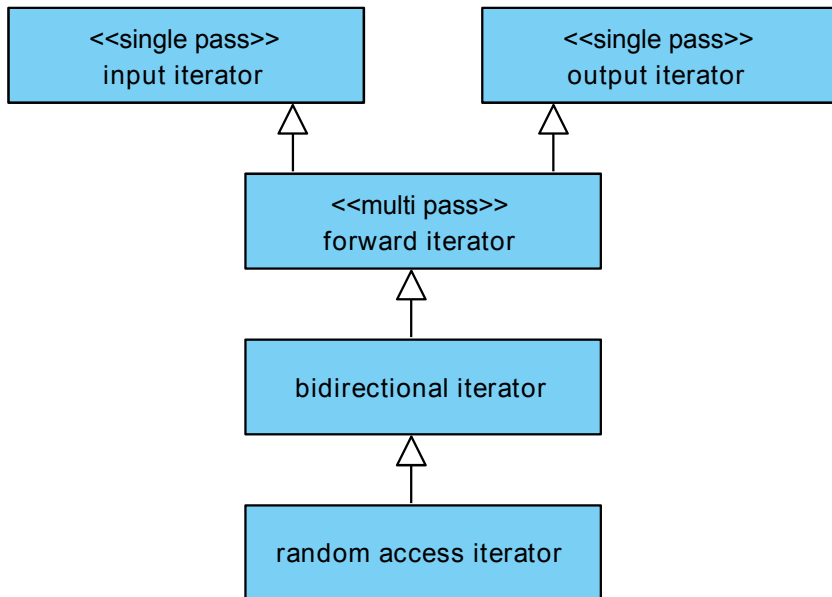 <<single pass>>
input iterator
<<single pass>>
output iterator
<<multi pass>>
forward iterator
bidirectional iterator
random access iterator